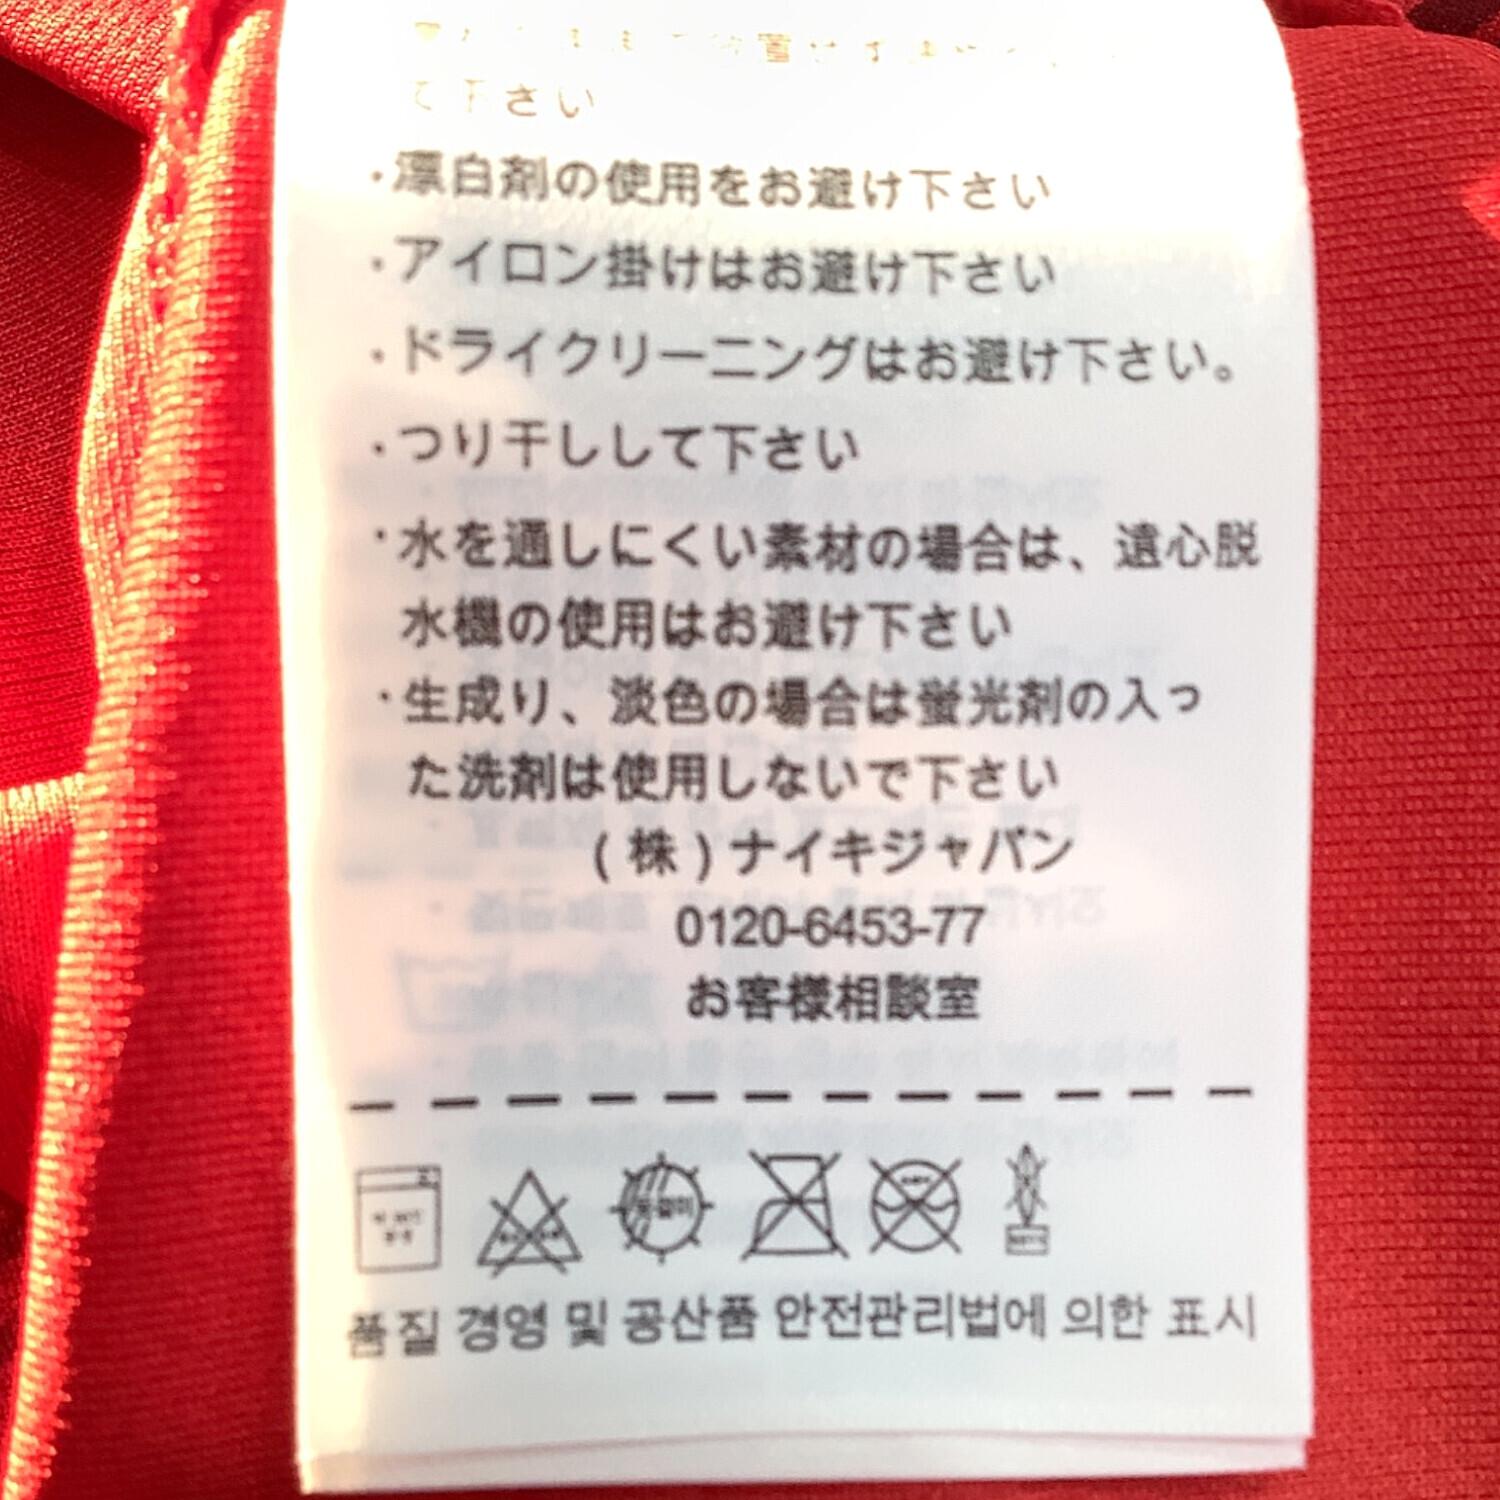 て下さい
・漂白剤の使用をお避け下さい
・アイロン掛けはお避け下さい
・ドライクリーニングはお避け下さい。
・つり干しして下さい
・水を通しにくい素材の場合は、遠心脱
水機の使用はお避け下さい
・生成り、淡色の場合は蛍光剤の入っ
た洗剤は使用しないで下さい
(株)ナイキジャパン
0120-6453-77
お客様相談室
품질 경영 및 공산품 안전관리법에 의한 표시